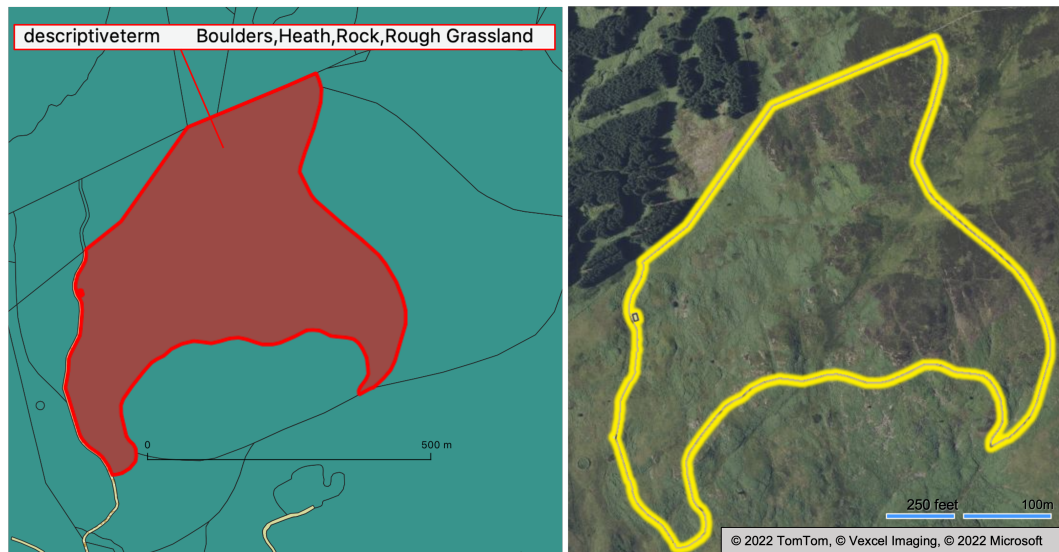 descriptiveterm Boulders,Heath,Rock,Rough Grassland
0 500 m
250 feet 100m
© 2022 TomTom, © Vexcel Imaging, © 2022 Microsoft